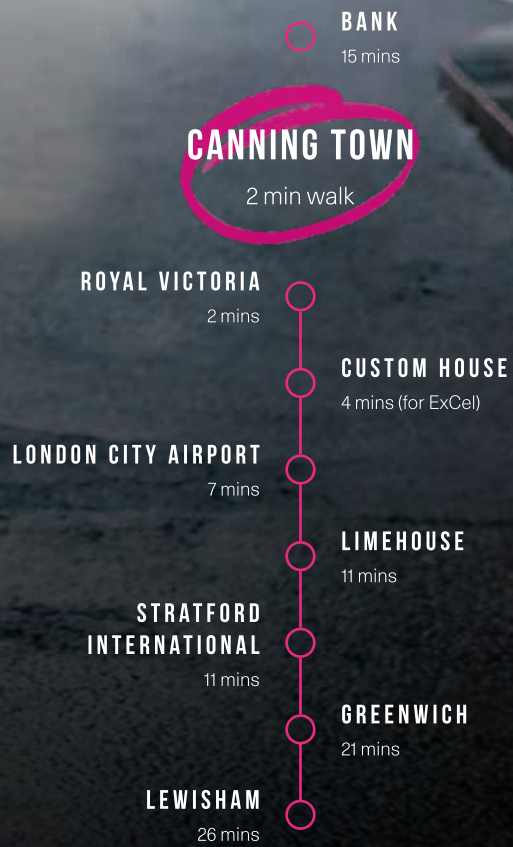 BANK
15 mins
CANNING TOWN
2 min walk
ROYAL VICTORIA
2 mins
CUSTOM HOUSE
4 mins (for ExCel)
LONDON CITY AIRPORT
7 mins
LIMEHOUSE
11 mins
STRATFORD
INTERNATIONAL
11 mins
GREENWICH
21 mins
LEWISHAM
26 mins